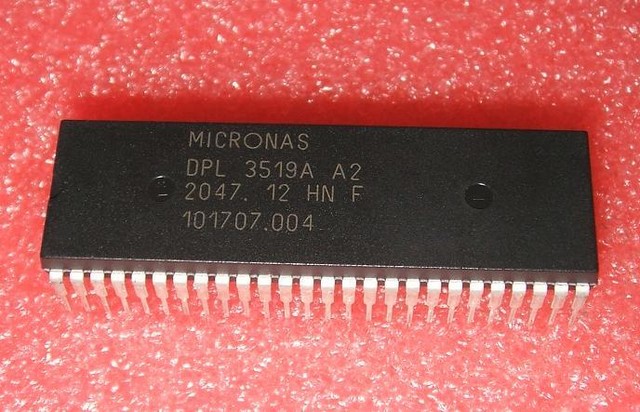 MICRONAS
DPL 3519A A2
2047. 12 HN F
101707.004